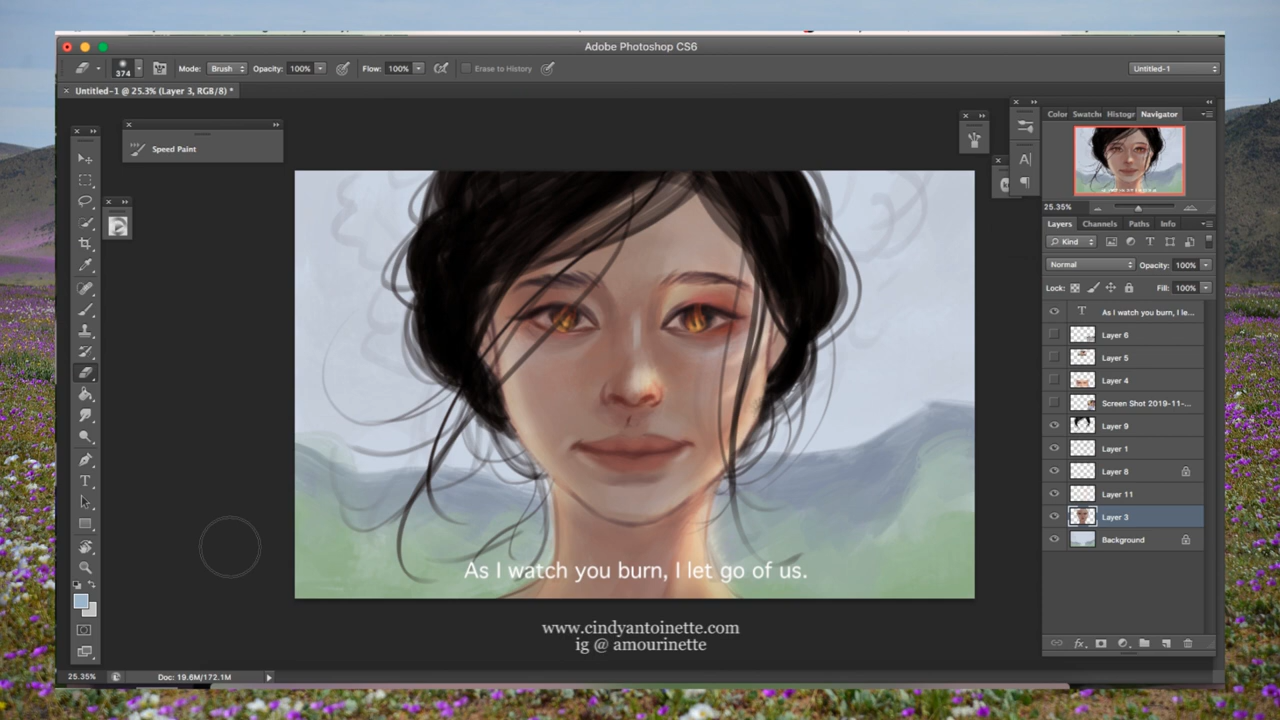 Adobe Photoshop CS6
374
Mode: Brush Opacity: 100% Flow: 100% Erase to History Untitled-1
× Untitled-1 @ 25.3% (Layer 3, RGB/8) *
Speed Paint
Color Swatche Histogr Navigator
25.35%
Layers Channels Paths Info
Kind
Normal Opacity: 100%
Lock: Fill: 100%
As I watch you burn, I le...
Layer 6
Layer 5
Layer 4
Screen Shot 2019-11-...
Layer 9
Layer 1
Layer 8
Layer 11
Layer 3
Background
As I watch you burn, I let go of us.
www.cindyantoinette.com
ig @ amourinette
25.35% Doc: 19.6M/172.1M